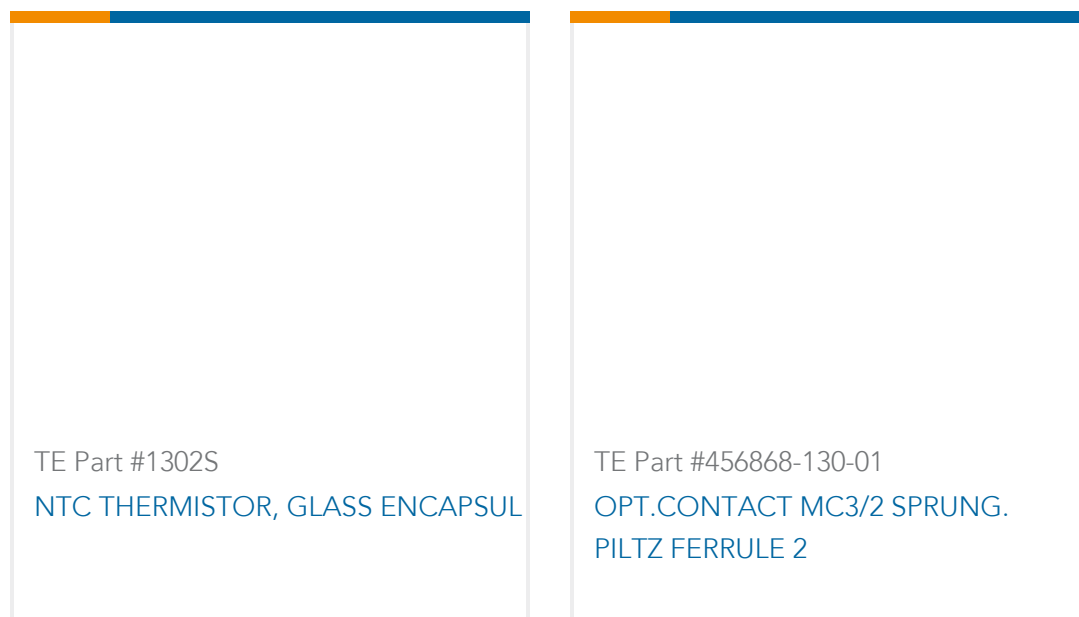 TE Part #1302S
NTC THERMISTOR, GLASS ENCAPSUL
TE Part #456868-130-01
OPT.CONTACT MC3/2 SPRUNG.
PILTZ FERRULE 2